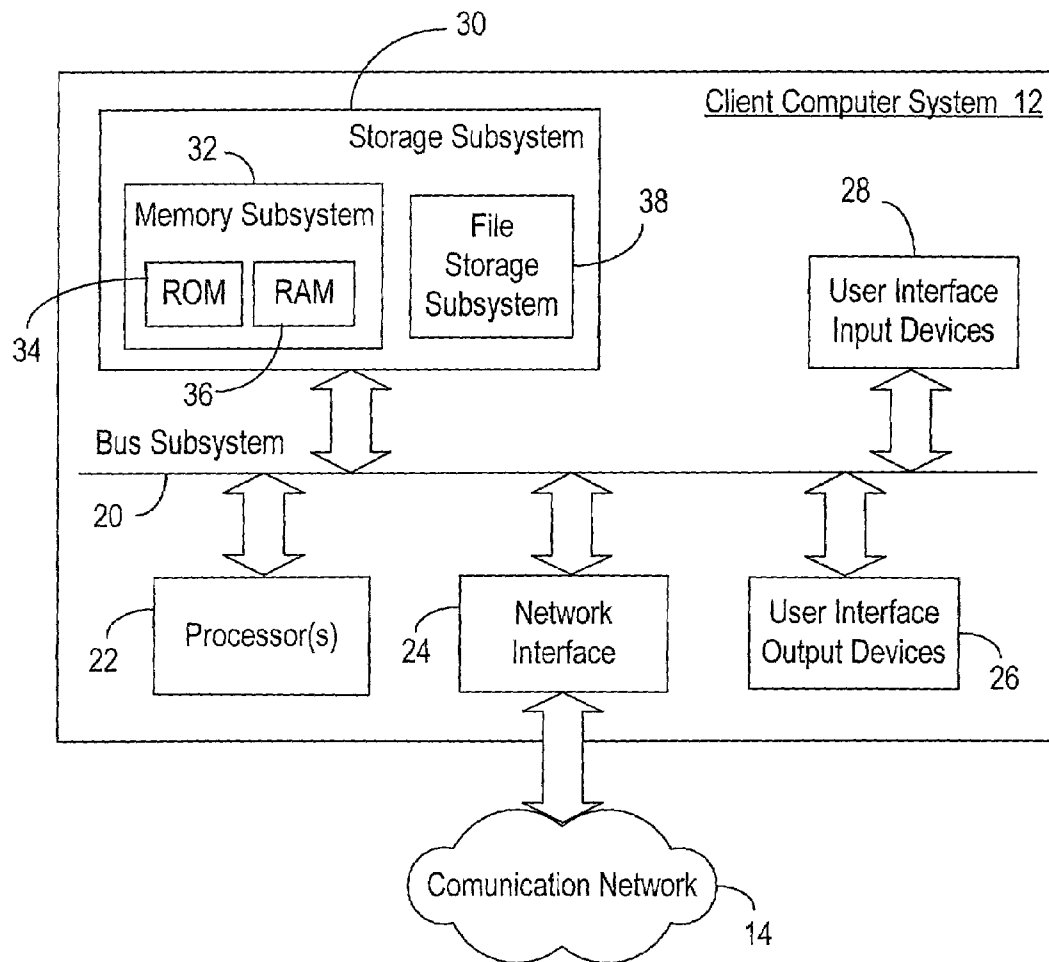 30
Client Computer System 12
Storage Subsystem
32
Memory Subsystem
38
File
Storage
Subsystem
28
ROM
RAM
User Interface
Input Devices
34
36
Bus Subsystem
20
Processor(s)
22
Network
Interface
24
User Interface
Output Devices
26
Comunication Network
14